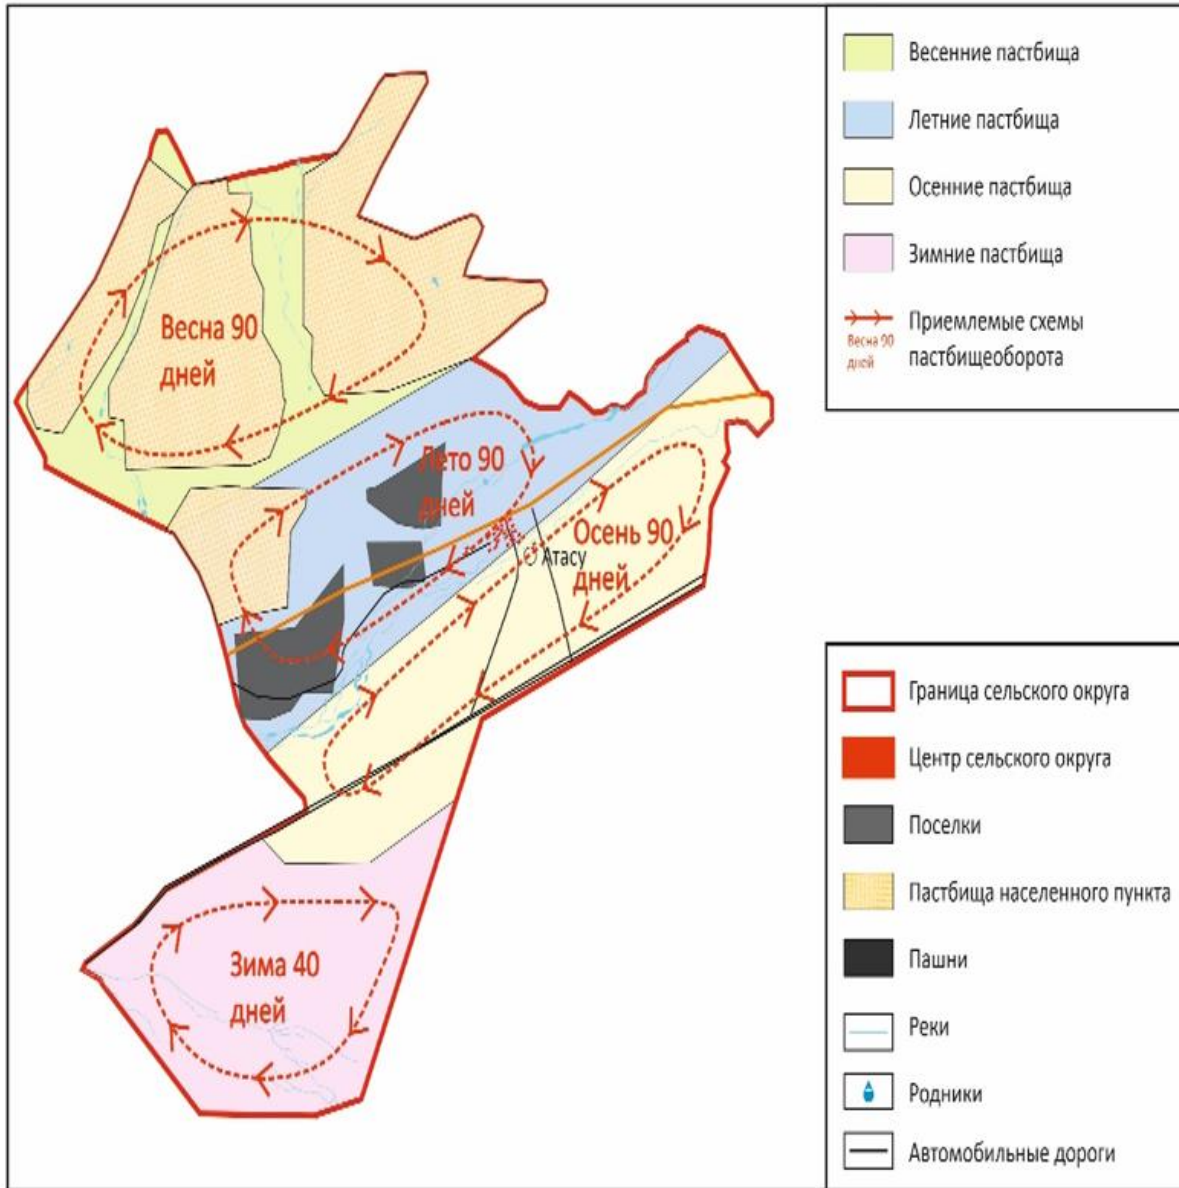 Весенние пастбища
Летние пастбища
Осенние пастбища
Зимние пастбища
Весна 90
дней
Приемлемые схемы
пастбищеоборота
Весна 90
дней
Лето 90
дней
Осень 90
дней
Атасу
Зима 40
дней
Граница сельского округа
Центр сельского округа
Поселки
Пастбища населенного пункта
Пашни
Реки
Родники
Автомобильные дороги